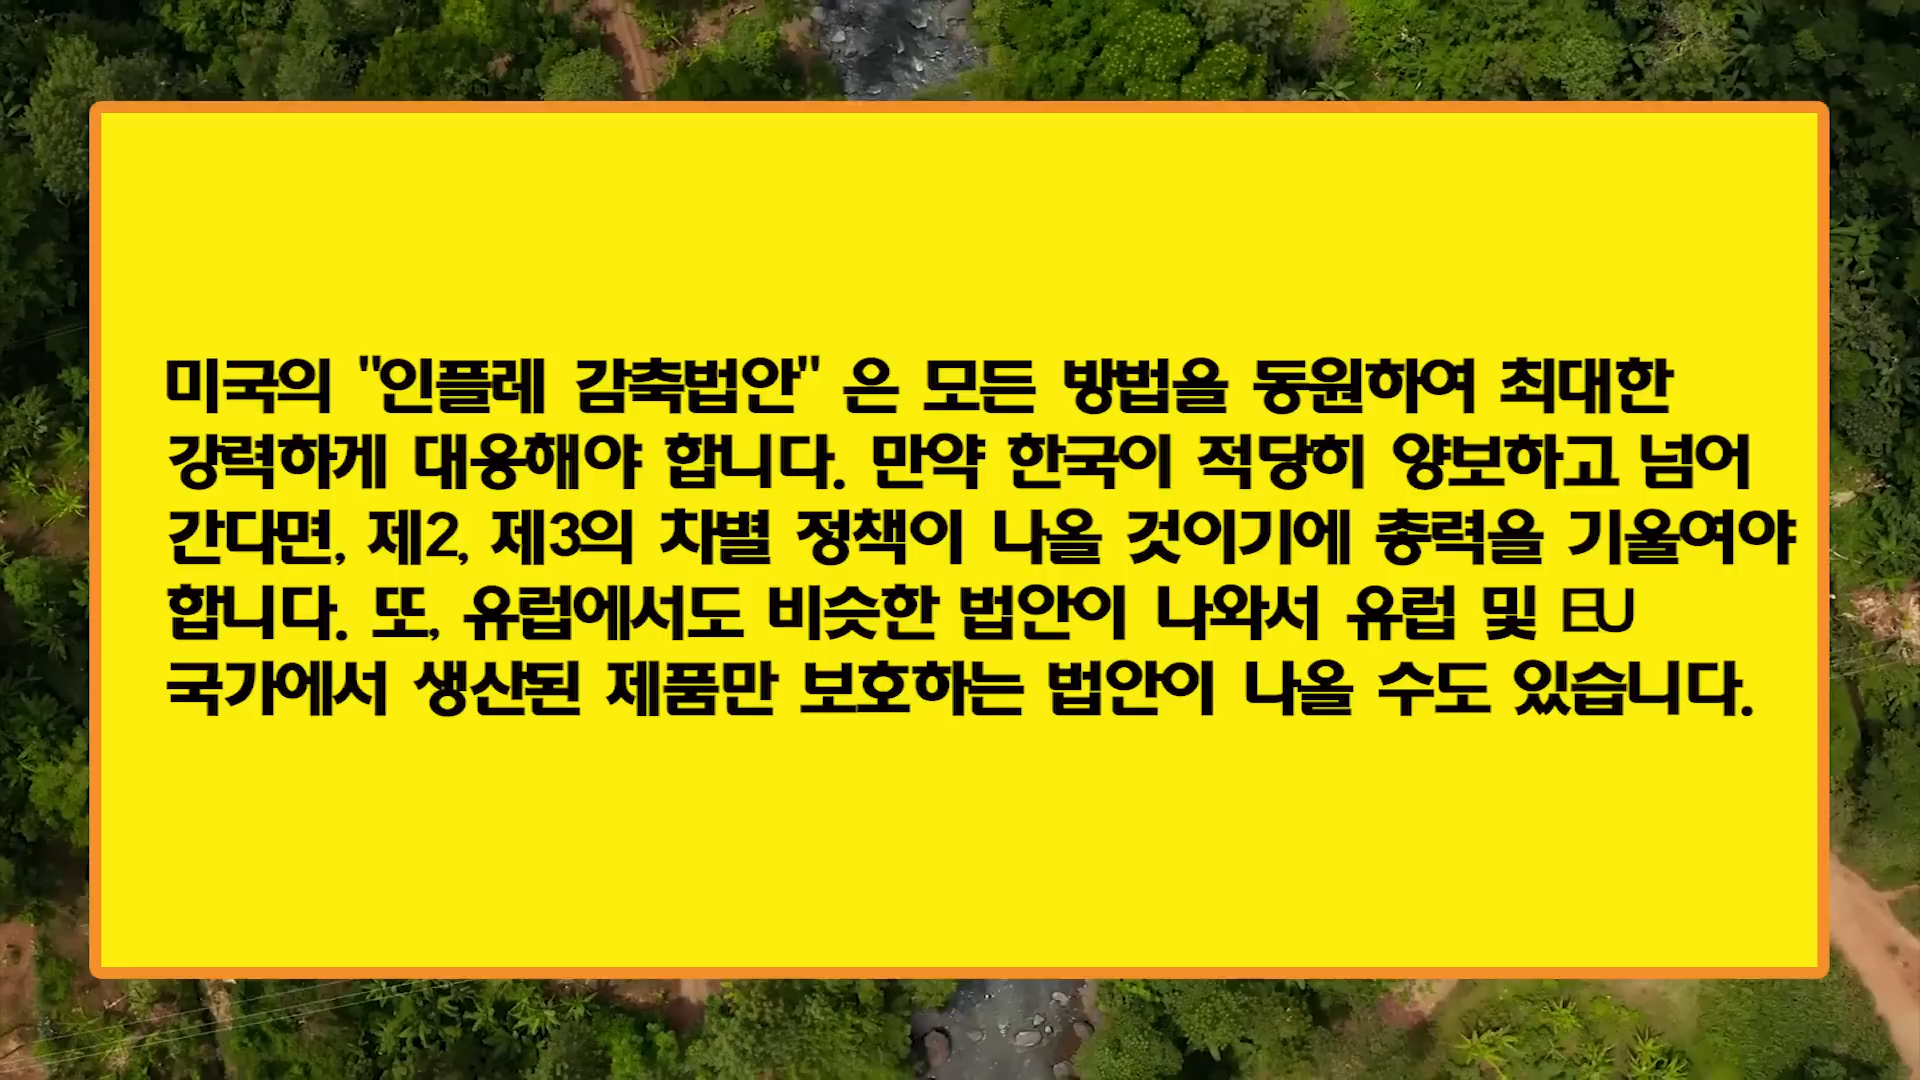 미국의 "인플레 감축법안" 은 모든 방법을 동원하여 최대한
강력하게 대응해야 합니다. 만약 한국이 적당히 양보하고 넘어
간다면, 제2, 제3의 차별 정책이 나올 것이기에 총력을 기울여야
합니다. 또, 유럽에서도 비슷한 법안이 나와서 유럽 및 EU
국가에서 생산된 제품만 보호하는 법안이 나올 수도 있습니다.